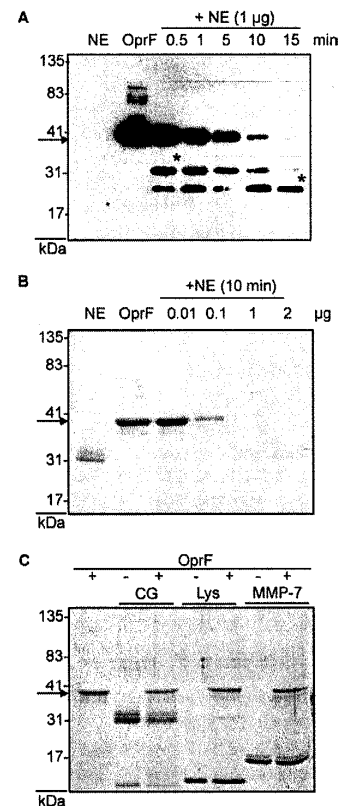 A
+ NE (1 µg)
NE OprF 0.5 1 5 10 15 min
135-
83-
41-
*
31-
*
17-
kDa
B
+NE (10 min)
NE OprF 0.01 0.1 1 2 µg
135-
83-
41-
31-
17-
kDa
C
OprF
+ - + - + - +
CG Lys MMP-7
135-
83-
41-
31-
17-
kDa